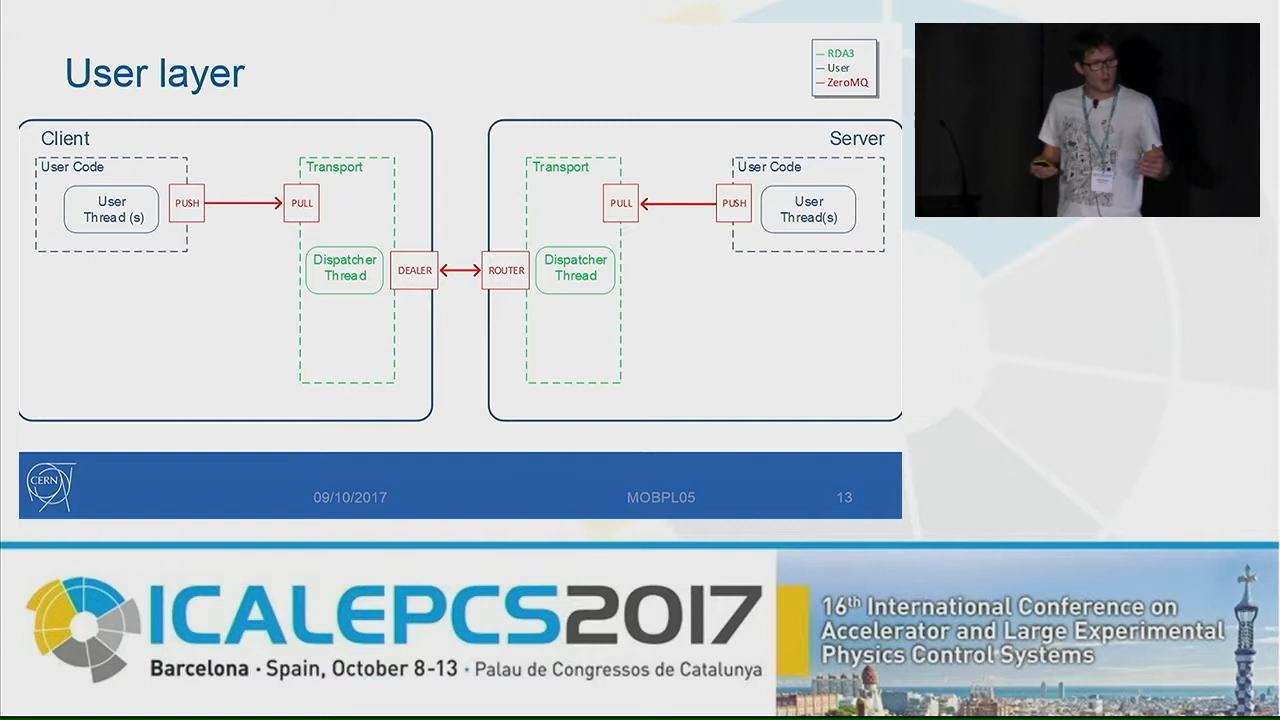 User layer
RDA3
User
ZeroMQ
Client
User Code
User
Thread (s)
PUSH
PULL
Transport
Dispatcher
Thread
DEALER
Server
Transport
PULL
Dispatcher
Thread
ROUTER
PUSH
User Code
User
Thread(s)
CERN
09/10/2017
MOBPL05
13
ICALEPCS2017
Barcelona · Spain, October 8-13 · Palau de Congressos de Catalunya
16th International Conference on
Accelerator and Large Experimental
Physics Control Systems